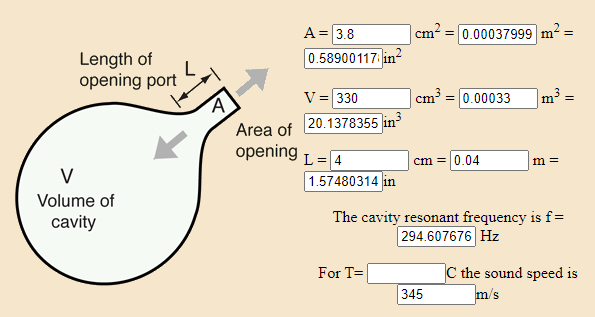 Length of
opening port
L
A
Area of
opening
V
Volume of
cavity
A = 3.8 cm² = 0.00037999 m² =
0.58900117 in²
V = 330 cm³ = 0.00033 m³ =
20.1378355 in³
L = 4 cm = 0.04 m =
1.57480314 in
The cavity resonant frequency is f =
294.607676 Hz
For T= C the sound speed is
345 m/s